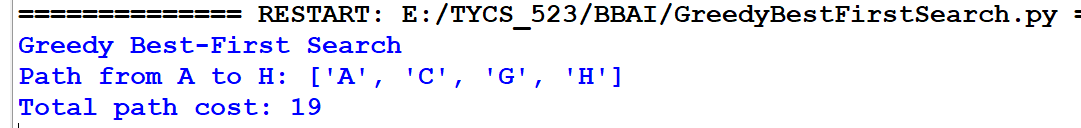 ============== RESTART: E:/TYCS_523/BBAI/GreedyBestFirstSearch.py =
Greedy Best-First Search
Path from A to H: ['A', 'C', 'G', 'H']
Total path cost: 19